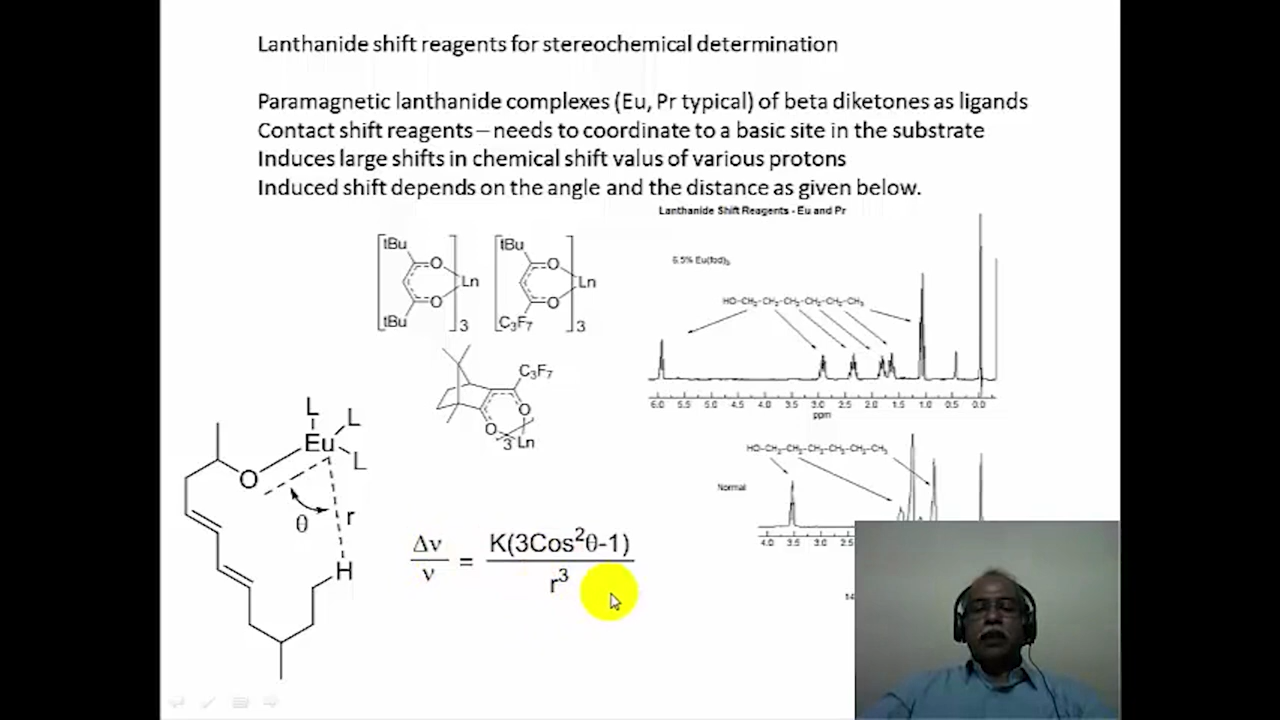 Lanthanide shift reagents for stereochemical determination
Paramagnetic lanthanide complexes (Eu, Pr typical) of beta diketones as ligands
Contact shift reagents – needs to coordinate to a basic site in the substrate
Induces large shifts in chemical shift valus of various protons
Induced shift depends on the angle and the distance as given below.
Lanthanide Shift Reagents - Eu and Pr
tBu
O
Ln
O
tBu
3
tBu
O
Ln
O
C₃F₇
3
6.5% Eu(fod)₃
HO-CH₂-CH₂-CH₂-CH₂-CH₂-CH₃
6.0 5.5 5.0 4.5 4.0 3.5 3.0 2.5 2.0 1.5 1.0 0.5 0.0
ppm
C₃F₇
O
O
3 Ln
L
L
Eu
L
O
θ
r
H
HO-CH₂-CH₂-CH₂-CH₂-CH₂-CH₃
Normal
4.0 3.5 3.0 2.5
Δν/ν = K(3Cos²θ-1)/r³